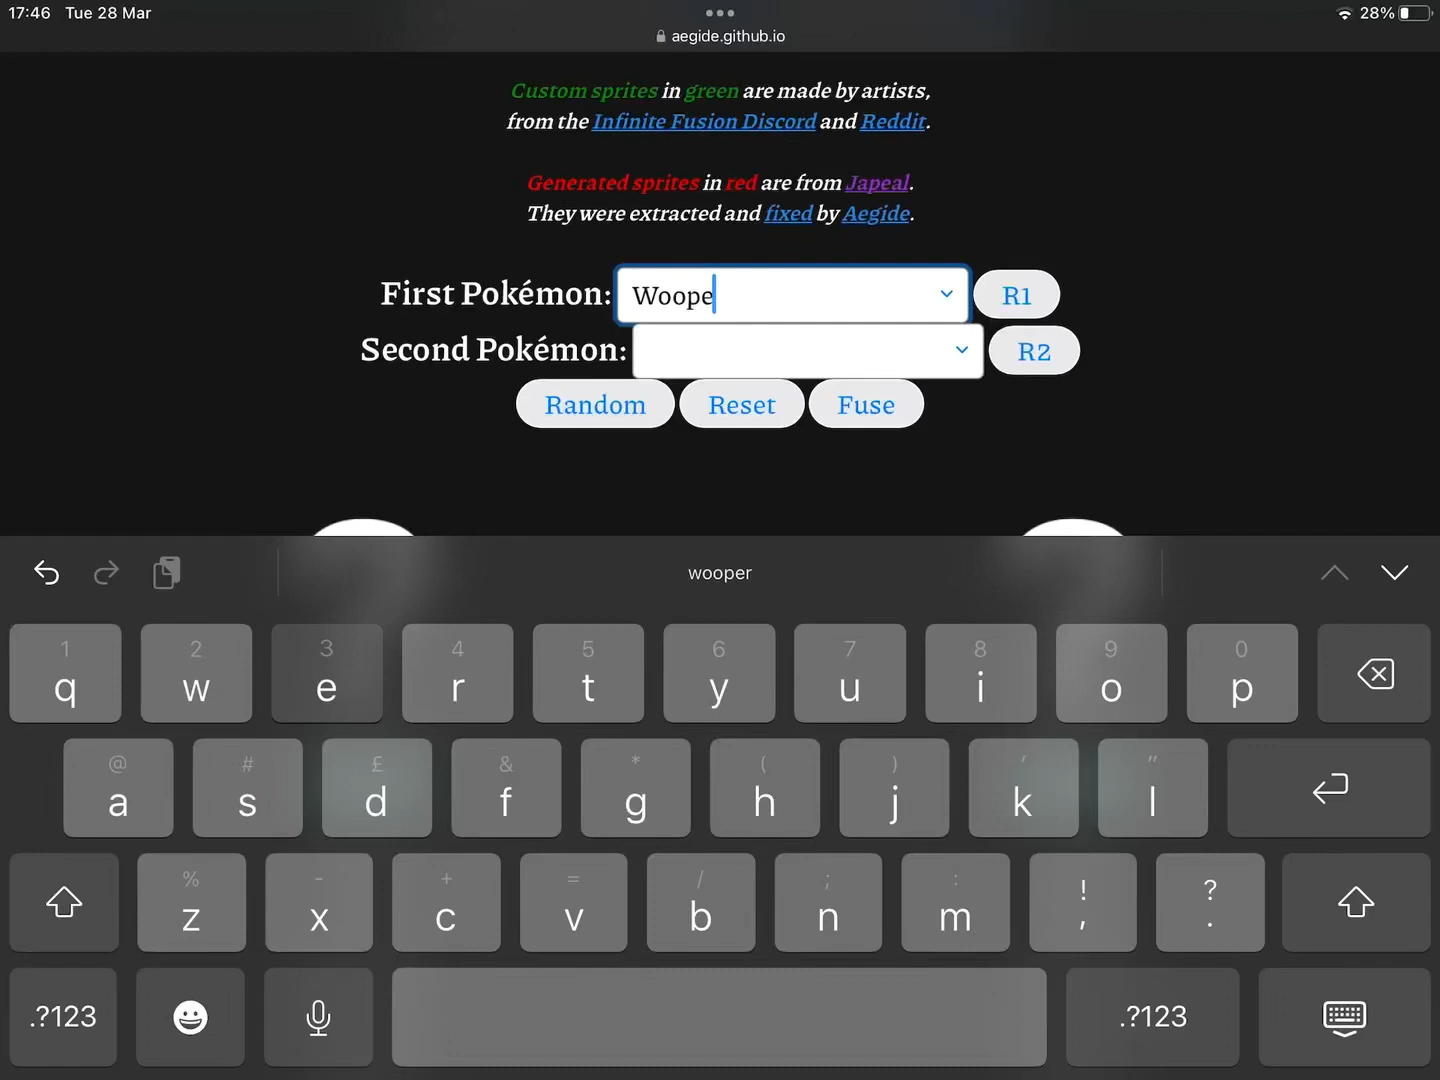 17:46 Tue 28 Mar
28%
aegide.github.io
Custom sprites in green are made by artists,
from the Infinite Fusion Discord and Reddit.
Generated sprites in red are from Japeal.
They were extracted and fixed by Aegide.
First Pokémon: Woope R1
Second Pokémon: R2
Random Reset Fuse
wooper
1 2 3 4 5 6 7 8 9 0
q w e r t y u i o p
@ # £ & * ( ) ' "
a s d f g h j k l
% - + = / ; : ! ?
z x c v b n m , .
.?123 .?123